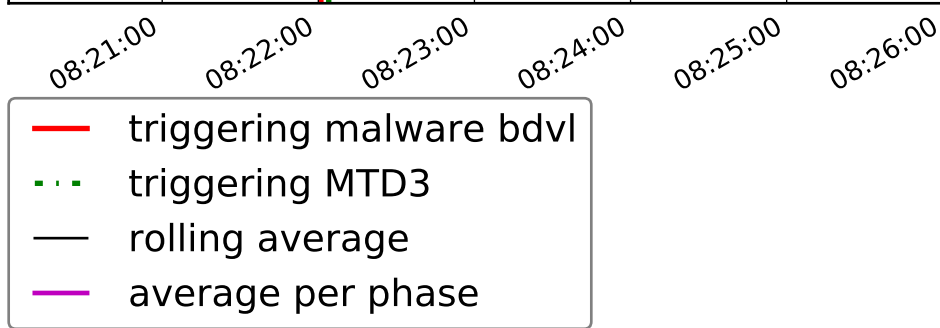 08:21:00
08:22:00
08:23:00
08:24:00
08:25:00
08:26:00
triggering malware bdvl
triggering MTD3
rolling average
average per phase